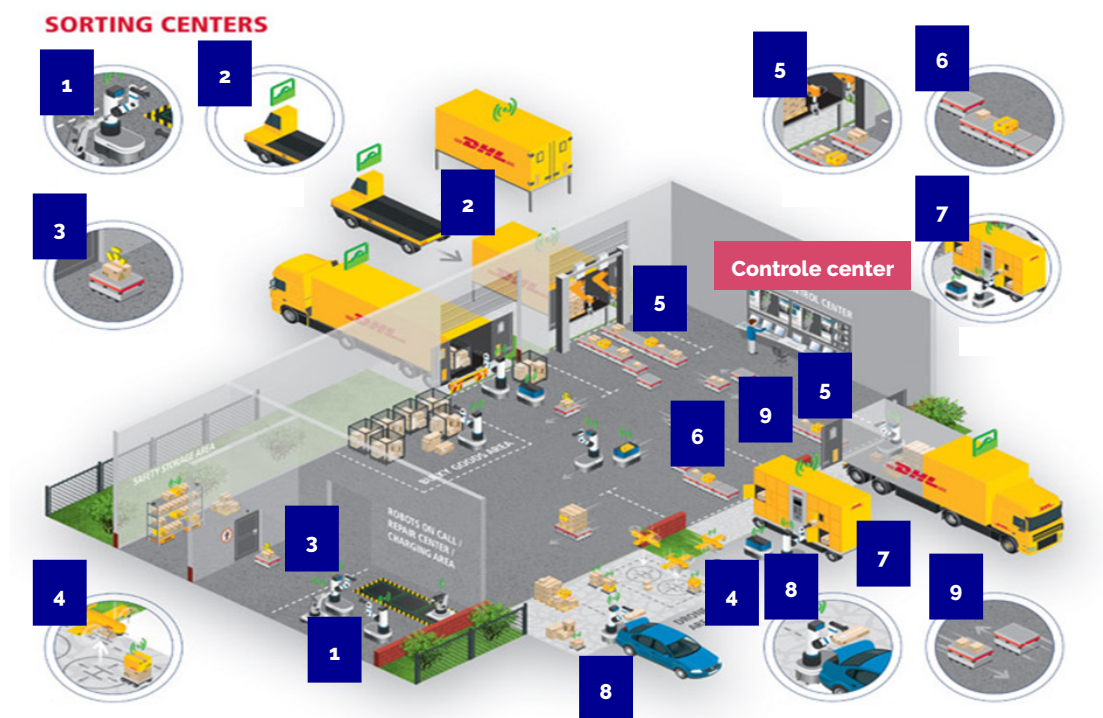 SORTING CENTERS
1
2
5
6
DHL
3
2
7
Controle center
CONTROL CENTER
DHL
5
5
9
6
SAFETY STORAGE AREA
BULKY GOODS AREA
DHL
ROBOTS ON CALL /
REPAIR CENTER /
CHARGING AREA
3
7
4
4
8
9
1
8